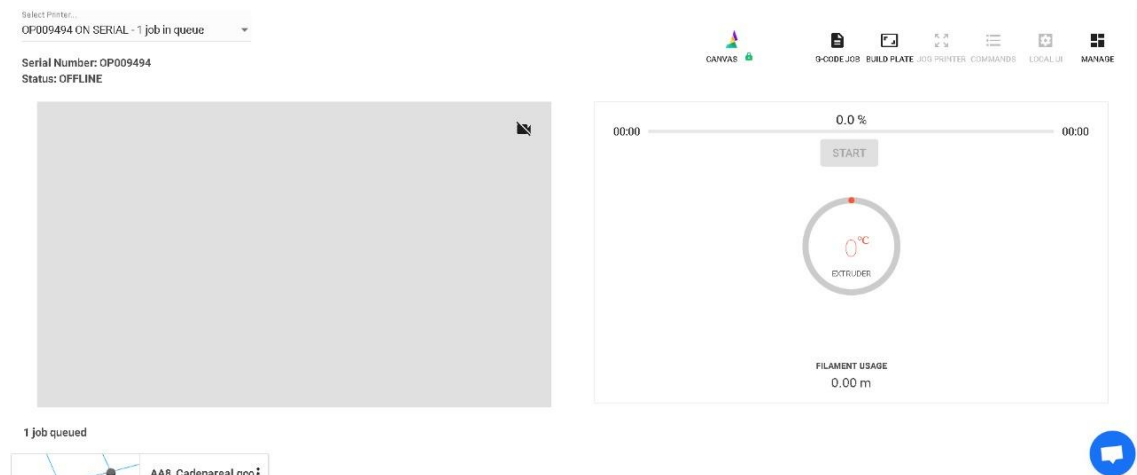 Select Printer...
OP009494 ON SERIAL - 1 job in queue
Serial Number: OP009494
Status: OFFLINE
CANVAS
G-CODE JOB
BUILD PLATE
JOG PRINTER
COMMANDS
LOCAL UI
MANAGE
0.0 %
00:00
00:00
START
0°C
EXTRUDER
FILAMENT USAGE
0.00 m
1 job queued
AA8_Cadenareal.gco